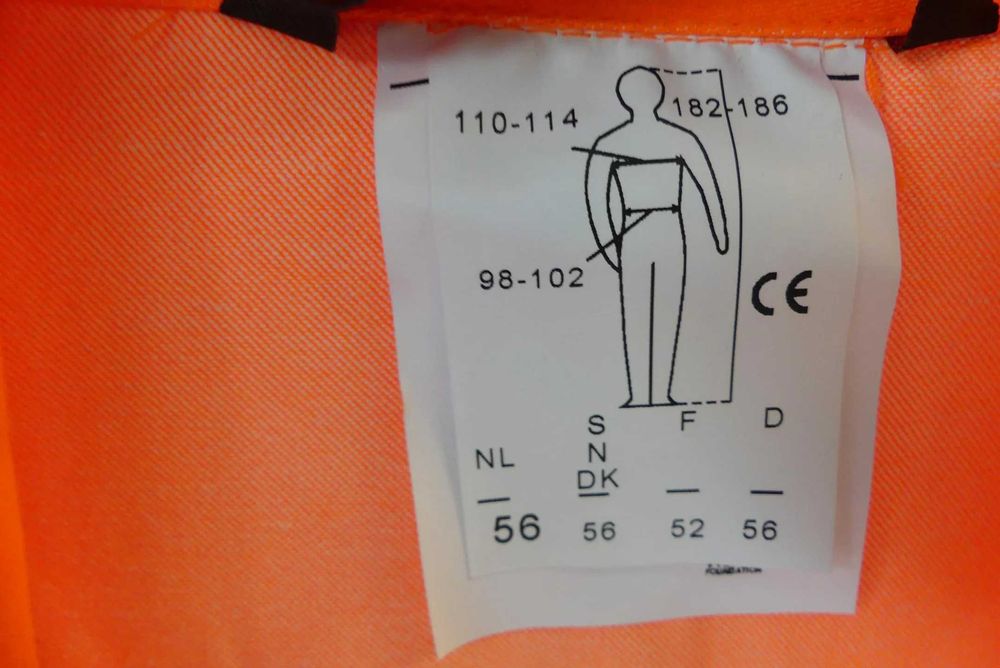 110-114
182-186
98-102
CE
S F D
NL N
DK
56 56 52 56